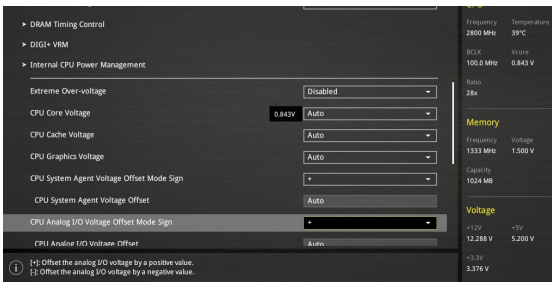 > DRAM Timing Control
> DIGI+ VRM
> Internal CPU Power Management
Extreme Over-voltage Disabled
CPU Core Voltage 0.843V Auto
CPU Cache Voltage Auto
CPU Graphics Voltage Auto
CPU System Agent Voltage Offset Mode Sign +
CPU System Agent Voltage Offset Auto
CPU Analog I/O Voltage Offset Mode Sign +
CPU Analog I/O Voltage Offset Auto
[+]: Offset the analog I/O voltage by a positive value.
[-]: Offset the analog I/O voltage by a negative value.
CPU
Frequency Temperature
2800 MHz 39°C
BCLK Vcore
100.0 MHz 0.843 V
Ratio
28x
Memory
Frequency Voltage
1333 MHz 1.500 V
Capacity
1024 MB
Voltage
+12V +5V
12.288 V 5.200 V
+3.3V
3.376 V